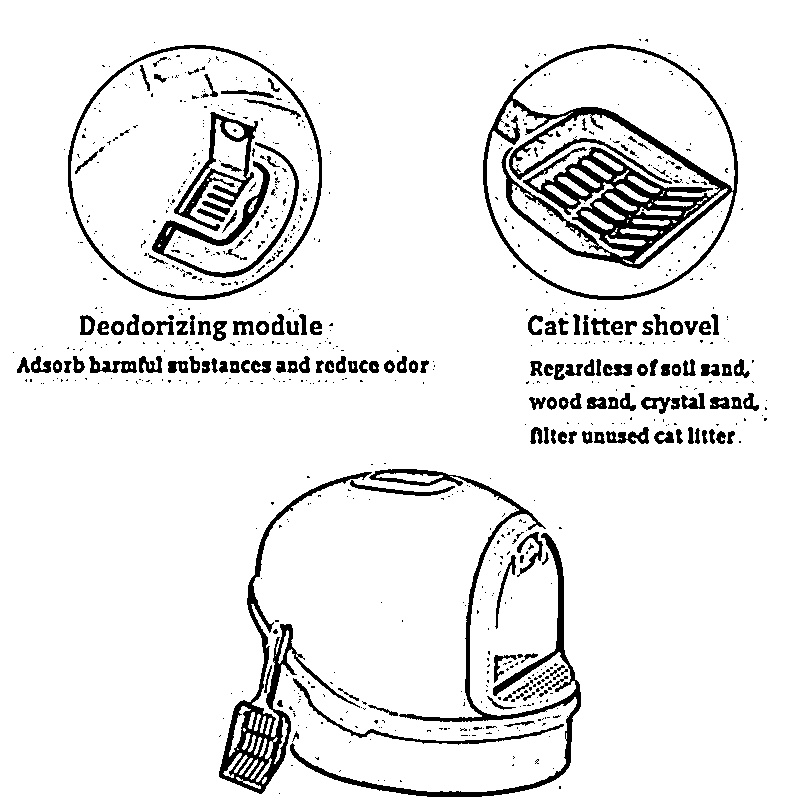 Deodorizing module
Adsorb harmful substances and reduce odor
Cat litter shovel
Regardless of soil sand,
wood sand, crystal sand,
filter unused cat litter